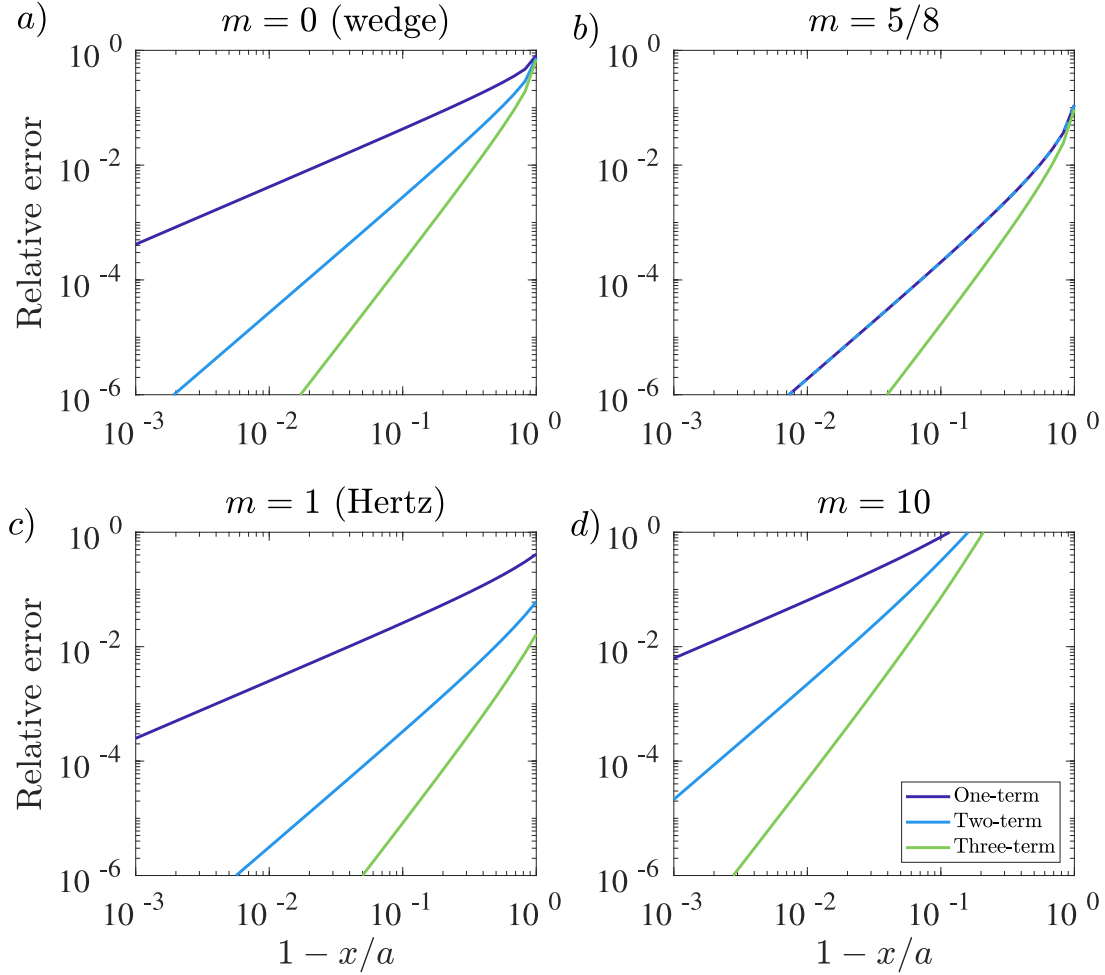 a)
m = 0 (wedge)
b)
m = 5/8
Relative error
10^0
10^-2
10^-4
10^-6
10^-3
10^-2
10^-1
10^0
10^0
10^-2
10^-4
10^-6
10^-3
10^-2
10^-1
10^0
c)
m = 1 (Hertz)
d)
m = 10
Relative error
10^0
10^-2
10^-4
10^-6
10^-3
10^-2
10^-1
10^0
1 − x/a
10^0
10^-2
10^-4
10^-6
10^-3
10^-2
10^-1
10^0
1 − x/a
One-term
Two-term
Three-term